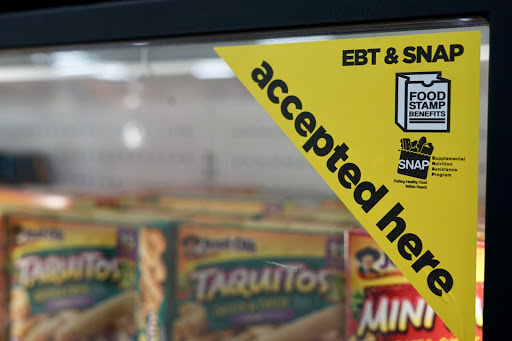 EBT & SNAP
accepted here
FOOD
STAMP
BENEFITS
SNAP
Supplemental
Nutrition
Assistance
Program
Putting Healthy Food
Within Reach
TAQUITOS
TAQUITOS
MINI